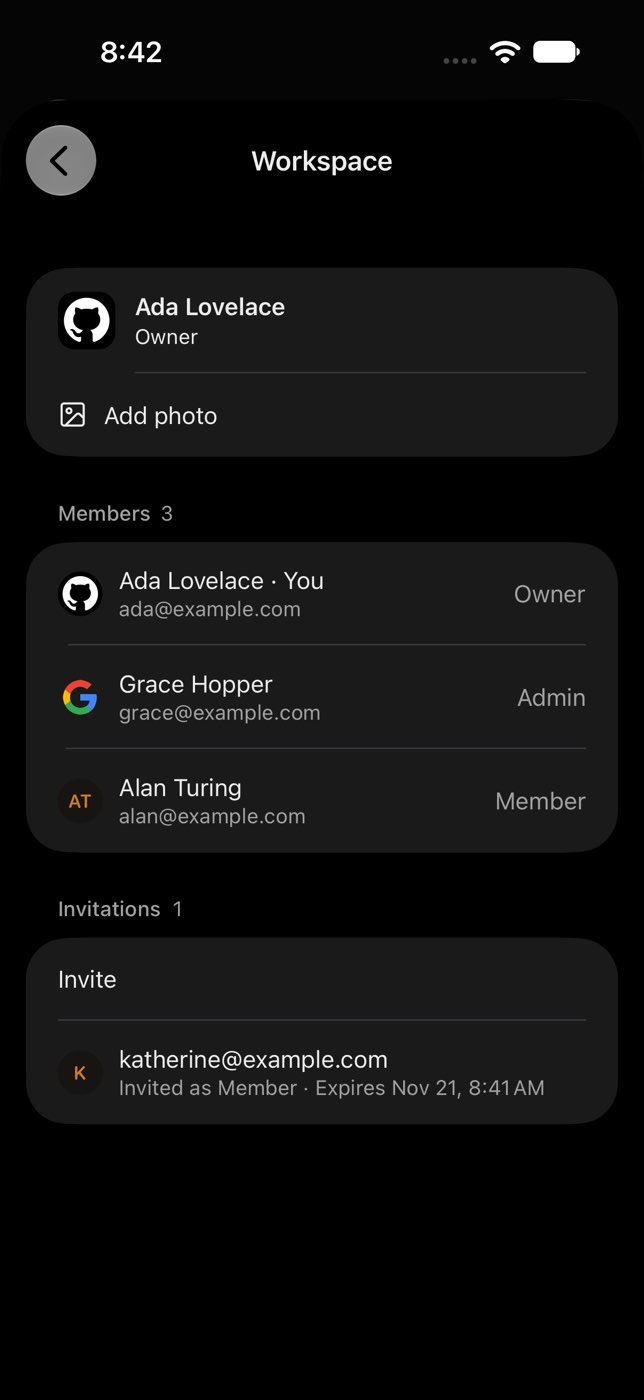 8:42
Workspace
Ada Lovelace
Owner
Add photo
Members 3
Ada Lovelace · You
ada@example.com
Owner
Grace Hopper
grace@example.com
Admin
AT
Alan Turing
alan@example.com
Member
Invitations 1
Invite
K
katherine@example.com
Invited as Member · Expires Nov 21, 8:41 AM